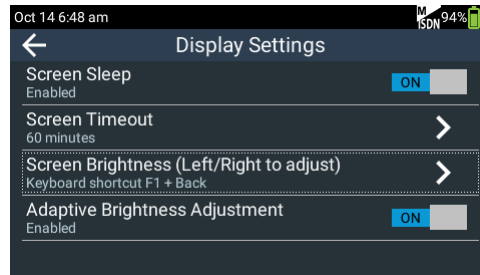 Oct 14 6:48 am
M
ISDN 94%
Display Settings
Screen Sleep
Enabled
ON
Screen Timeout
60 minutes
Screen Brightness (Left/Right to adjust)
Keyboard shortcut F1 + Back
Adaptive Brightness Adjustment
Enabled
ON